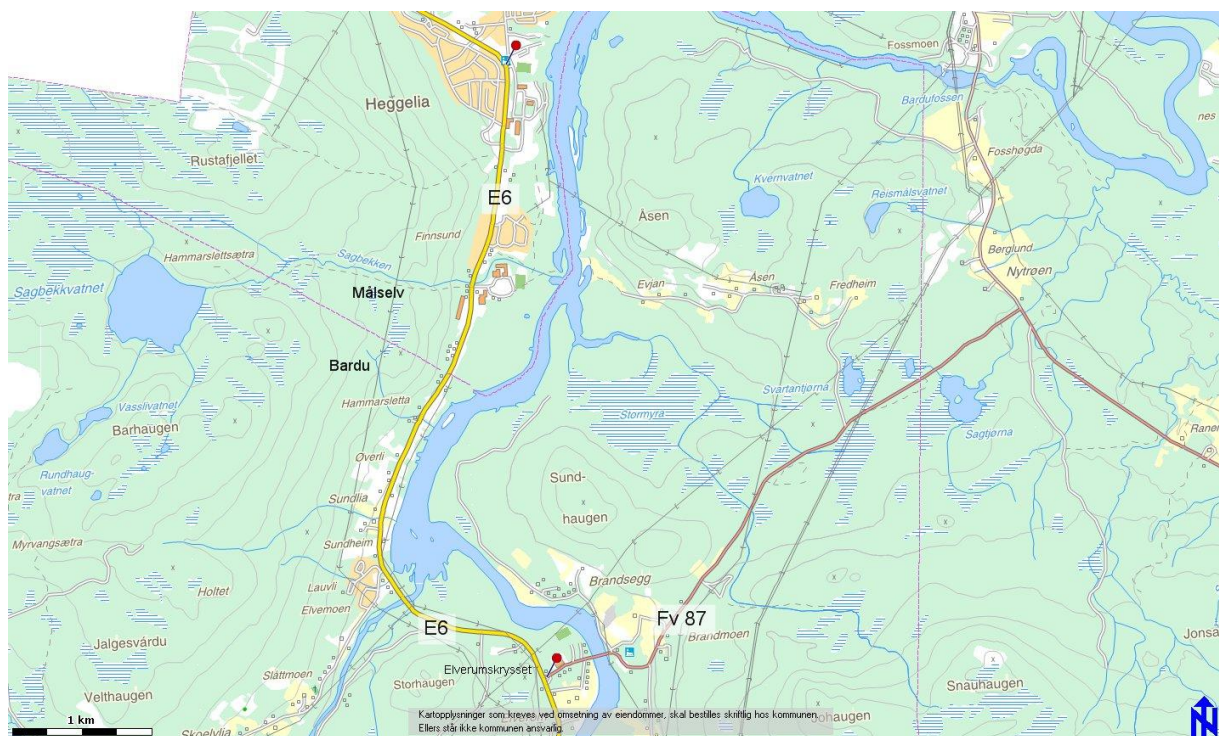 Fossmoen
Bardufossen
nes
Heggelia
Rustafjellet
Fosshøgda
Kvernvatnet
Reismålsvatnet
E6
Åsen
Finnsund
Hammarslettsætra
Sagbekken
Berglund
Nytrøen
Sagbekkvatnet
Målselv
Evjan
Åsen
Fredheim
Bardu
Hammarsletta
Svartantjørna
Vasslivatnet
Barhaugen
Stormyra
Sagtjørna
Raner
Øverli
Rundhaug-
vatnet
tra
Sund-
haugen
Sundlia
Myrvangsætra
Sundheim
Holtet
Lauvli
Elvemoen
Brandsegg
Fv 87
E6
Brandmoen
Jalgesvárdu
Jonsa
Elverumskrysset
Slåttmoen
Storhaugen
Snauhaugen
Velthaugen
1 km
Skoelvlia
Kartopplysninger som kreves ved omsetning av eiendommer, skal bestilles skriftlig hos kommunen.
Ellers står ikke kommunen ansvarlig.
ohaugen
N